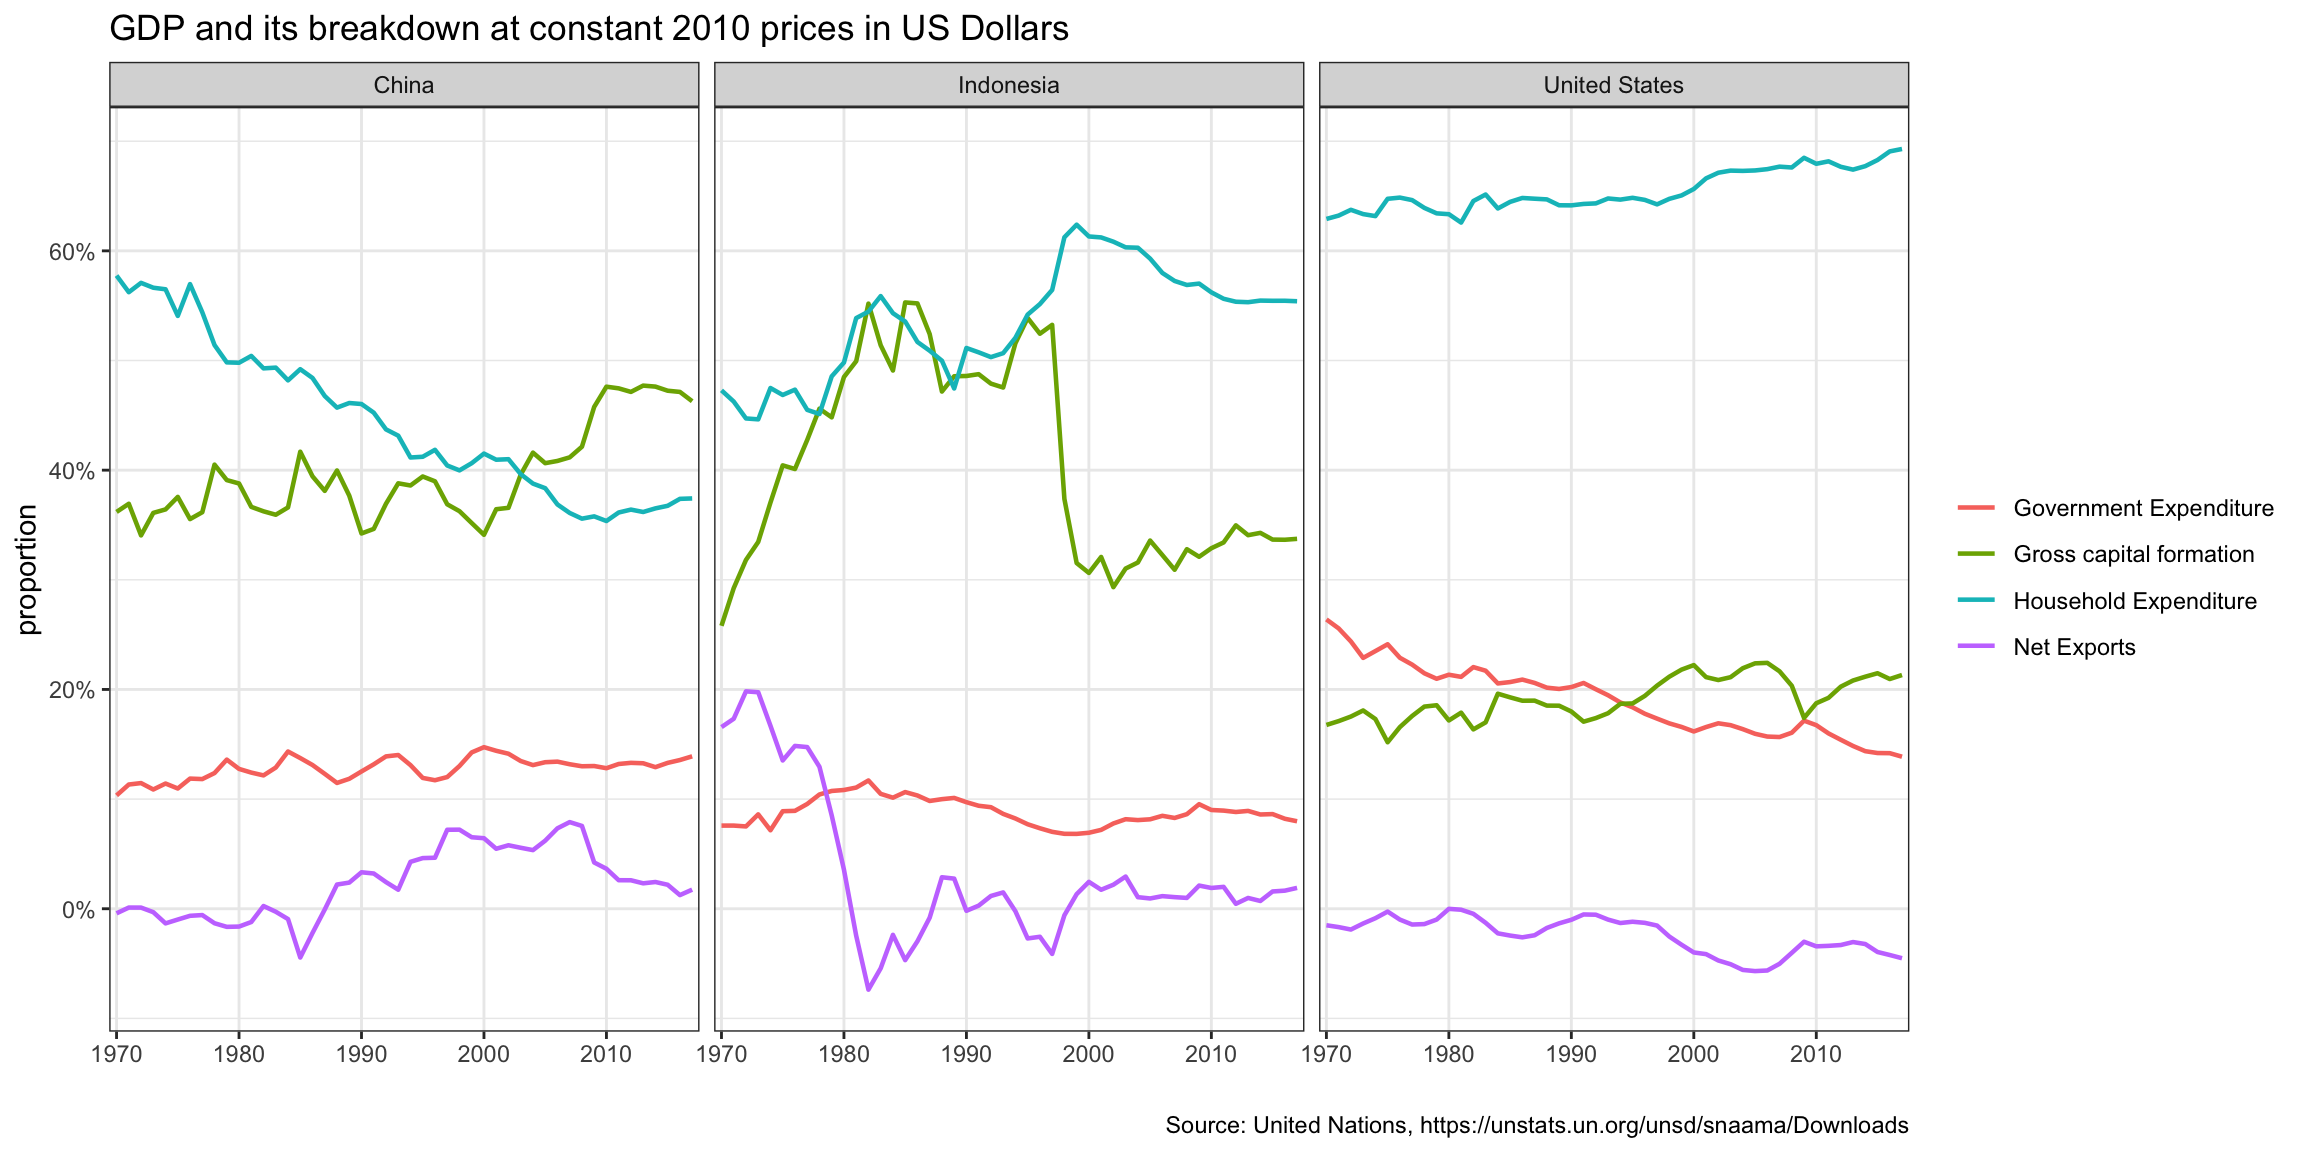 GDP and its breakdown at constant 2010 prices in US Dollars
China
Indonesia
United States
proportion
60%
40%
20%
0%
1970 1980 1990 2000 2010
1970 1980 1990 2000 2010
1970 1980 1990 2000 2010
Government Expenditure
Gross capital formation
Household Expenditure
Net Exports
Source: United Nations, https://unstats.un.org/unsd/snaama/Downloads